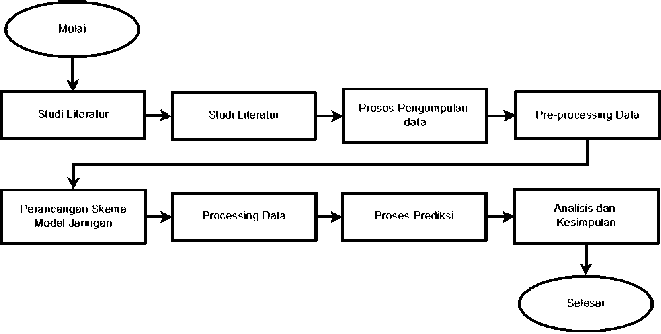 Mulai
Studi Literatur
Studi Literatur
Proses Pengumpulan
data
Pre-processing Data
Perancangan Skema
Model Jaringan
Processing Data
Proses Prediksi
Analisis dan
Kesimpulan
Selesai